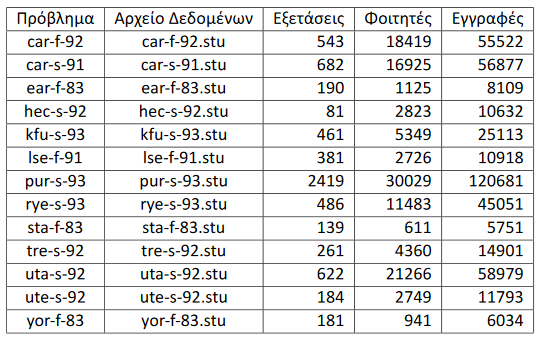 Πρόβλημα Αρχείο Δεδομένων Εξετάσεις Φοιτητές Εγγραφές
car-f-92 car-f-92.stu 543 18419 55522
car-s-91 car-s-91.stu 682 16925 56877
ear-f-83 ear-f-83.stu 190 1125 8109
hec-s-92 hec-s-92.stu 81 2823 10632
kfu-s-93 kfu-s-93.stu 461 5349 25113
lse-f-91 lse-f-91.stu 381 2726 10918
pur-s-93 pur-s-93.stu 2419 30029 120681
rye-s-93 rye-s-93.stu 486 11483 45051
sta-f-83 sta-f-83.stu 139 611 5751
tre-s-92 tre-s-92.stu 261 4360 14901
uta-s-92 uta-s-92.stu 622 21266 58979
ute-s-92 ute-s-92.stu 184 2749 11793
yor-f-83 yor-f-83.stu 181 941 6034